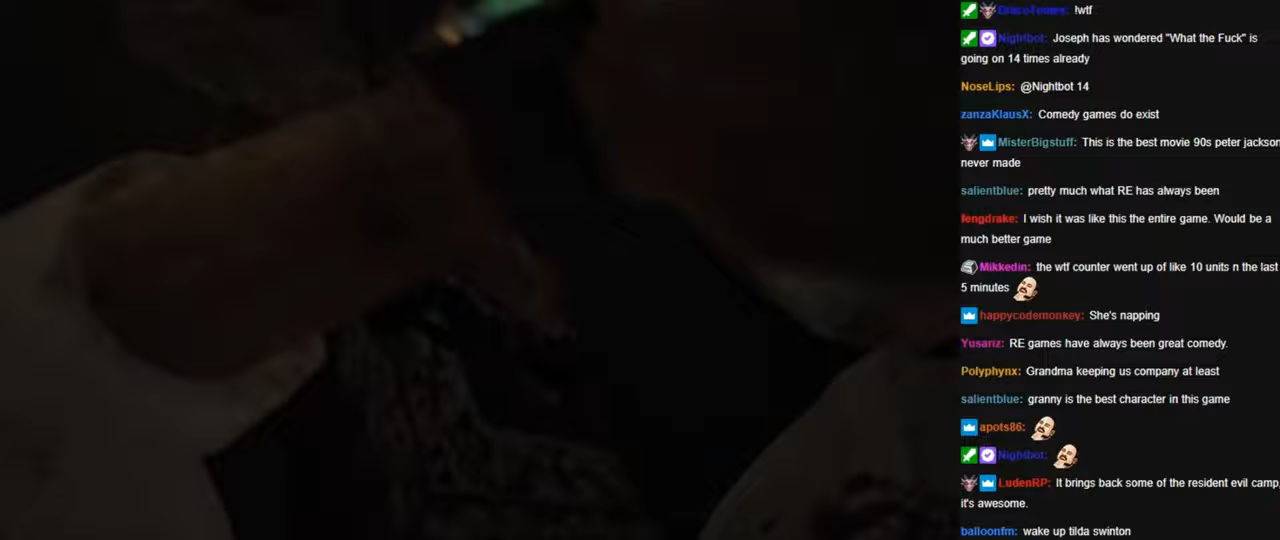 DracoTomes: !wtf
Nightbot: Joseph has wondered "What the Fuck" is
going on 14 times already
NoseLips: @Nightbot 14
zanzaKlausX: Comedy games do exist
MisterBigstuff: This is the best movie 90s peter jackson
never made
salientblue: pretty much what RE has always been
fengdrake: I wish it was like this the entire game. Would be a
much better game
Mikkedin: the wtf counter went up of like 10 units n the last
5 minutes
happycodemonkey: She's napping
Yusariz: RE games have always been great comedy.
Polyphynx: Grandma keeping us company at least
salientblue: granny is the best character in this game
apots86:
Nightbot:
LudenRP: It brings back some of the resident evil camp,
it's awesome.
balloonfm: wake up tilda swinton